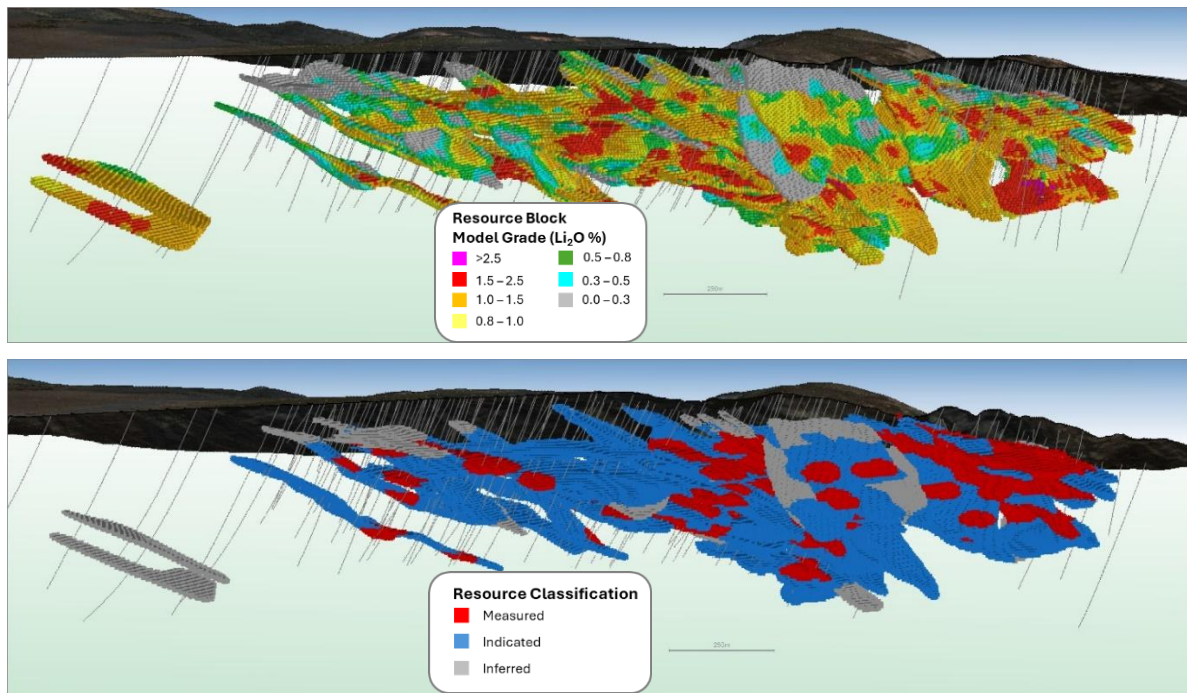 Resource Block
Model Grade (Li₂O %)
>2.5
0.5 – 0.8
1.5 – 2.5
0.3 – 0.5
1.0 – 1.5
0.0 – 0.3
0.8 – 1.0
250m
Resource Classification
Measured
Indicated
Inferred
250m